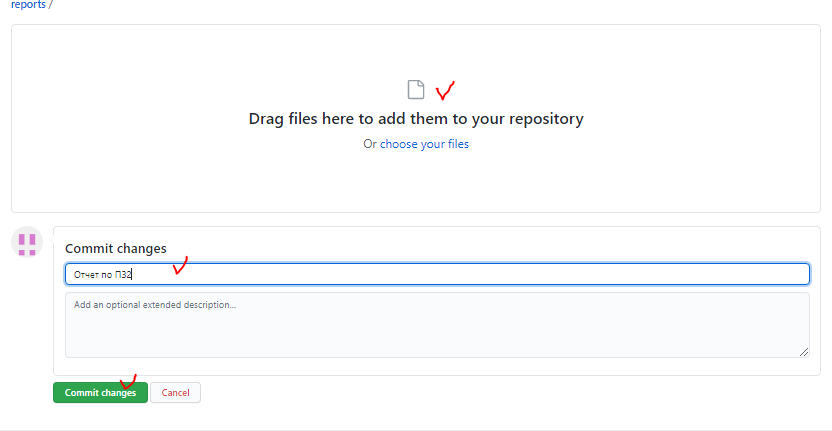 reports /
Drag files here to add them to your repository
Or choose your files
Commit changes
Отчет по ПЗ2
Add an optional extended description...
Commit changes
Cancel